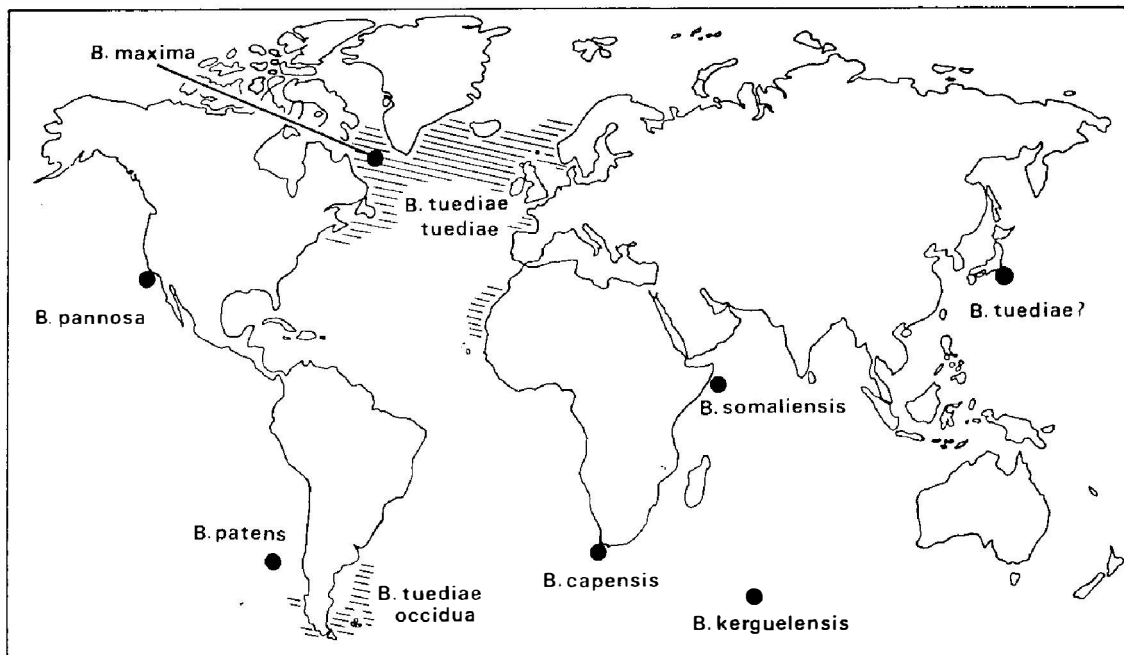 B. maxima
B. tuediae
tuediae
B. pannosa
B. tuediae?
B. somaliensis
B. patens
B. capensis
B. tuediae
occidua
B. kerguelensis